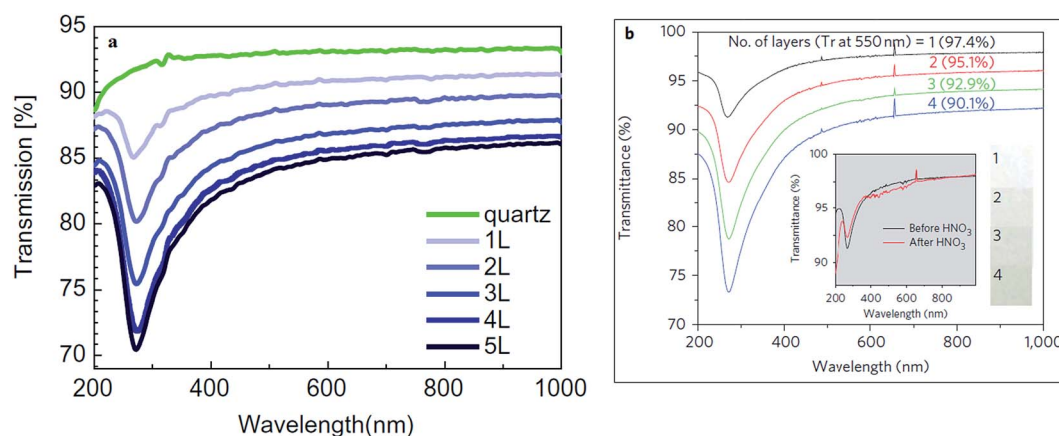 a
95
90
85
80
75
70
Transmission [%]
quartz
1L
2L
3L
4L
5L
200
400
600
800
1000
Wavelength(nm)
b
100
95
90
85
80
75
70
Transmittance (%)
No. of layers (Tr at 550 nm) = 1 (97.4%)
2 (95.1%)
3 (92.9%)
4 (90.1%)
100
95
90
Transmittance (%)
Before HNO3
After HNO3
200
400
600
800
Wavelength (nm)
1
2
3
4
200
400
600
800
1,000
Wavelength (nm)